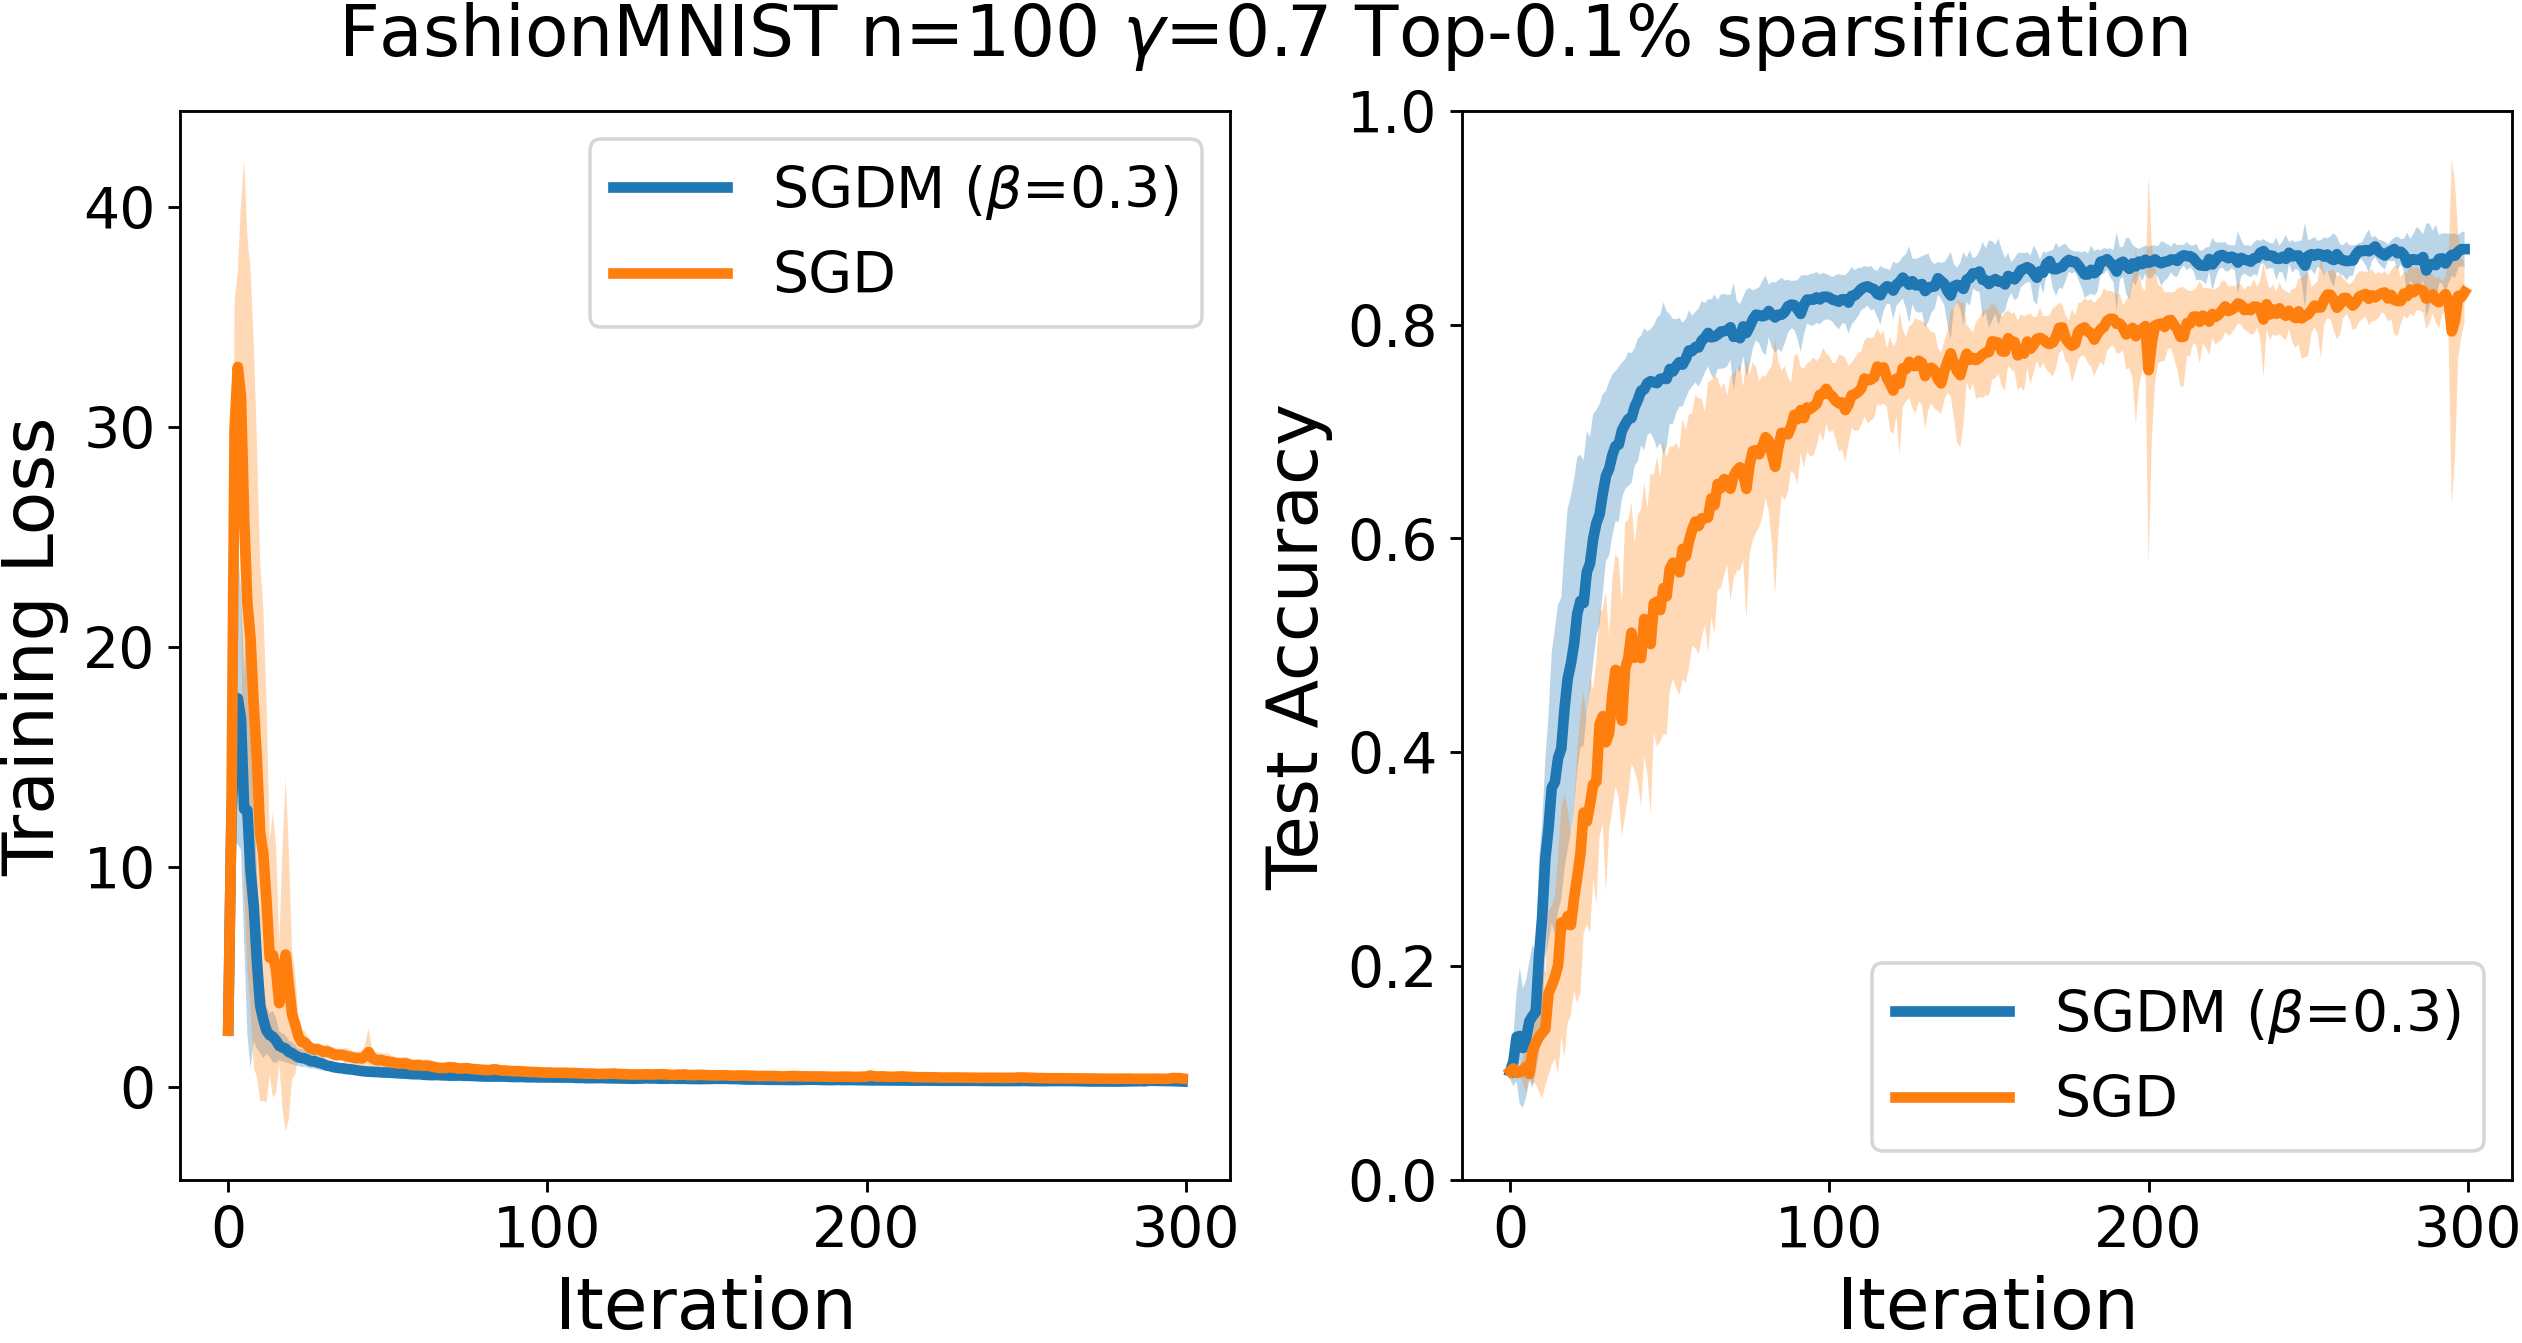 FashionMNIST n=100 γ=0.7 Top-0.1% sparsification
Training Loss
40
30
20
10
0
SGDM (β=0.3)
SGD
0 100 200 300
Iteration
Test Accuracy
1.0
0.8
0.6
0.4
0.2
0.0
SGDM (β=0.3)
SGD
0 100 200 300
Iteration